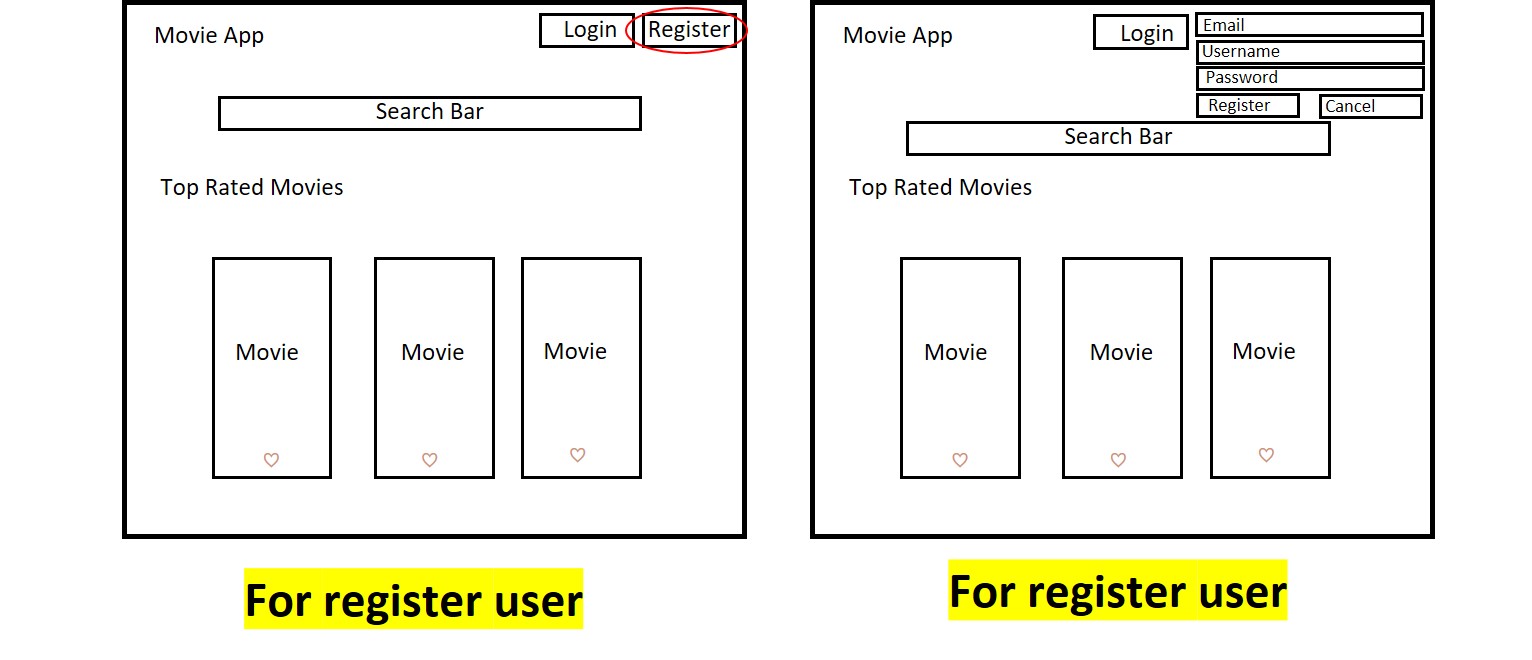 Movie App
Login
Register
Search Bar
Top Rated Movies
Movie
Movie
Movie
For register user
Movie App
Login
Email
Username
Password
Register
Cancel
Search Bar
Top Rated Movies
Movie
Movie
Movie
For register user